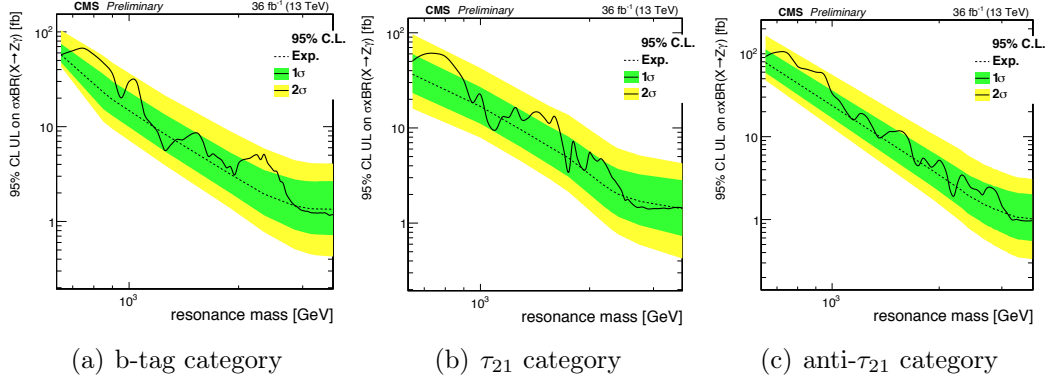 CMS Preliminary 36 fb⁻¹ (13 TeV)
95% CL UL on σxBR(X→Zγ) [fb]
10²
10
1
95% C.L.
Exp.
1σ
2σ
10³
resonance mass [GeV]
(a) b-tag category
CMS Preliminary 36 fb⁻¹ (13 TeV)
95% CL UL on σxBR(X→Zγ) [fb]
10²
10
1
95% C.L.
Exp.
1σ
2σ
10³
resonance mass [GeV]
(b) τ₂₁ category
CMS Preliminary 36 fb⁻¹ (13 TeV)
95% CL UL on σxBR(X→Zγ) [fb]
10²
10
1
95% C.L.
Exp.
1σ
2σ
10³
resonance mass [GeV]
(c) anti-τ₂₁ category